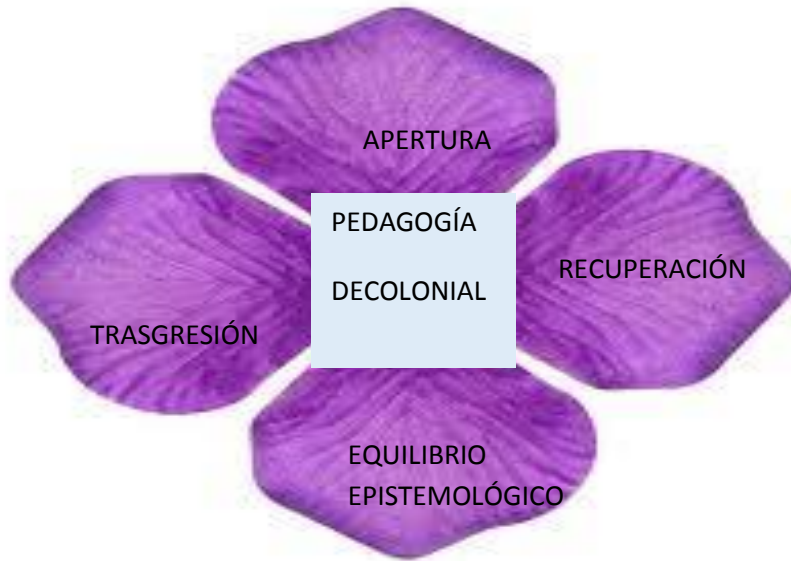 APERTURA
PEDAGOGÍA
DECOLONIAL
RECUPERACIÓN
TRASGRESIÓN
EQUILIBRIO
EPISTEMOLÓGICO